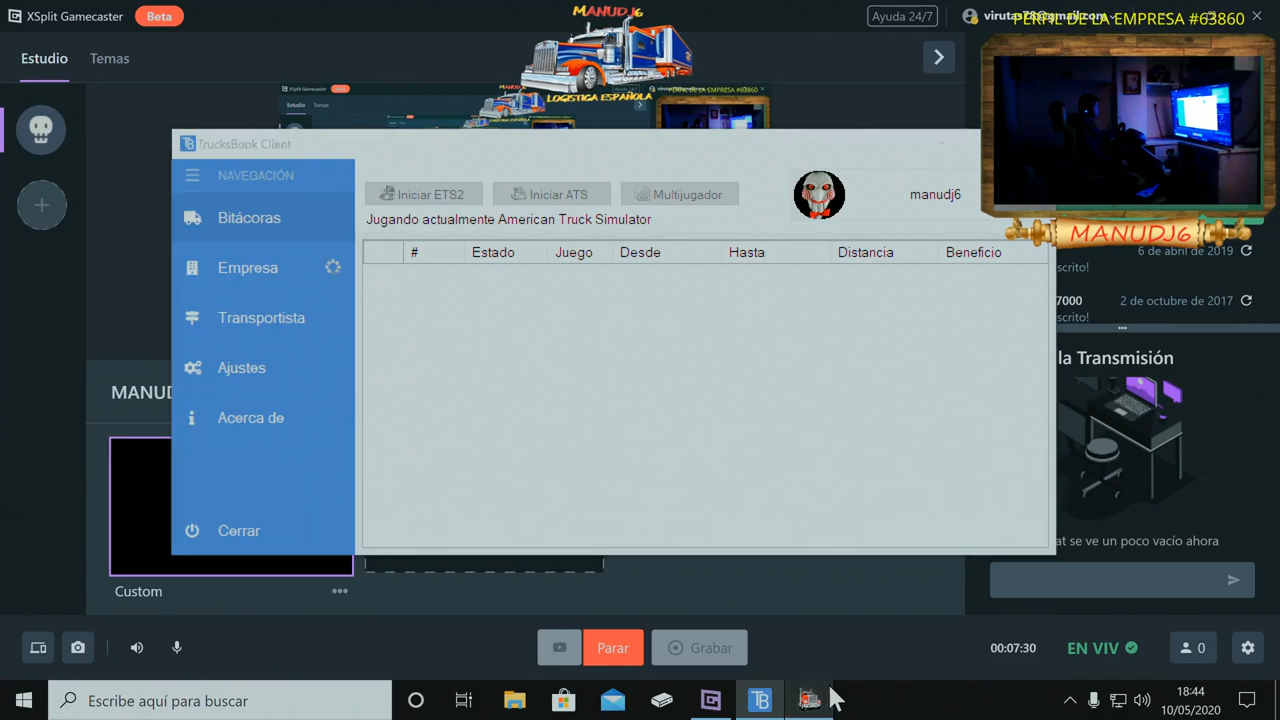 XSplit Gamecaster
Beta
Ayuda 24/7
PERFIL DE LA EMPRESA #63860
Estudio
Temas
MANUDJ6
LOGISTICA ESPAÑOLA
TrucksBook Client
NAVEGACIÓN
Bitácoras
Empresa
Transportista
Ajustes
Acerca de
Cerrar
Iniciar ETS2
Iniciar ATS
Multijugador
manudj6
Jugando actualmente American Truck Simulator
# Estado Juego Desde Hasta Distancia Beneficio
MANUDJ6
6 de abril de 2019
scrito!
7000 2 de octubre de 2017
scrito!
la Transmisión
at se ve un poco vacío ahora
MANUD
Custom
Parar
Grabar
00:07:30
EN VIV
0
Escribe aquí para buscar
18:44
10/05/2020